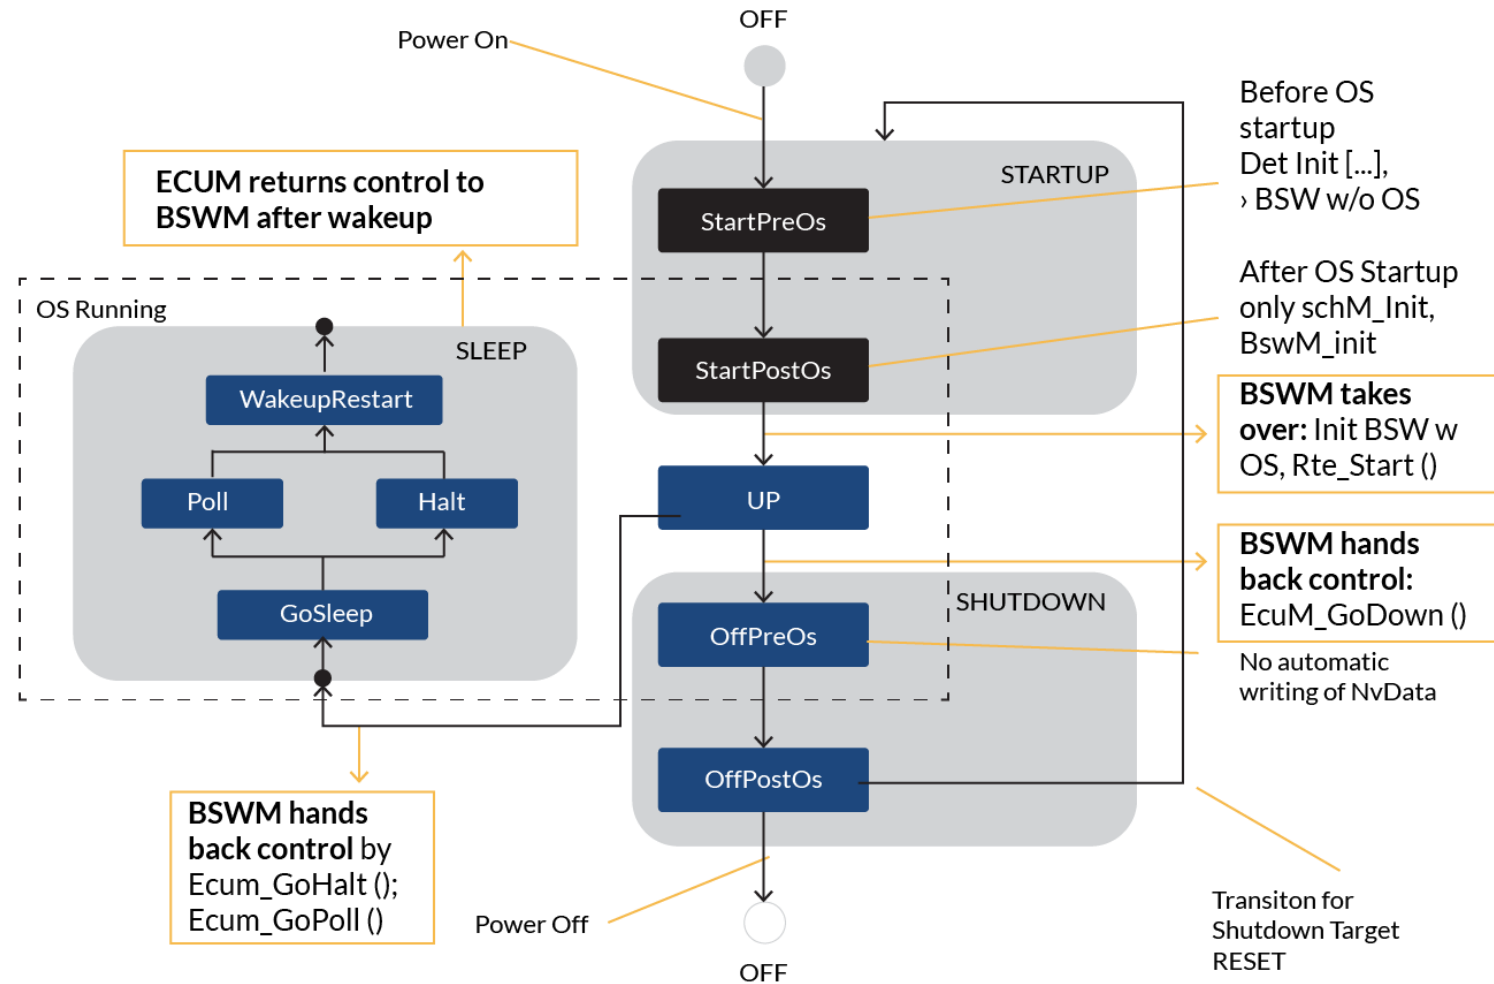 OFF
Power On
Before OS
startup
Det Init [...],
› BSW w/o OS
STARTUP
ECUM returns control to
BSWM after wakeup
StartPreOs
After OS Startup
only schM_Init,
BswM_init
OS Running
SLEEP
StartPostOs
WakeupRestart
BSWM takes
over: Init BSW w
OS, Rte_Start ()
Poll
Halt
UP
BSWM hands
back control:
EcuM_GoDown ()
GoSleep
SHUTDOWN
OffPreOs
No automatic
writing of NvData
OffPostOs
BSWM hands
back control by
Ecum_GoHalt ();
Ecum_GoPoll ()
Power Off
Transiton for
Shutdown Target
RESET
OFF